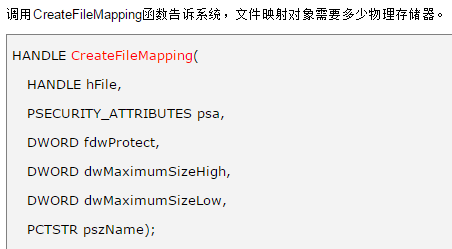 调用CreateFileMapping函数告诉系统，文件映射对象需要多少物理存储器。
HANDLE CreateFileMapping(
HANDLE hFile,
PSECURITY_ATTRIBUTES psa,
DWORD fdwProtect,
DWORD dwMaximumSizeHigh,
DWORD dwMaximumSizeLow,
PCTSTR pszName);